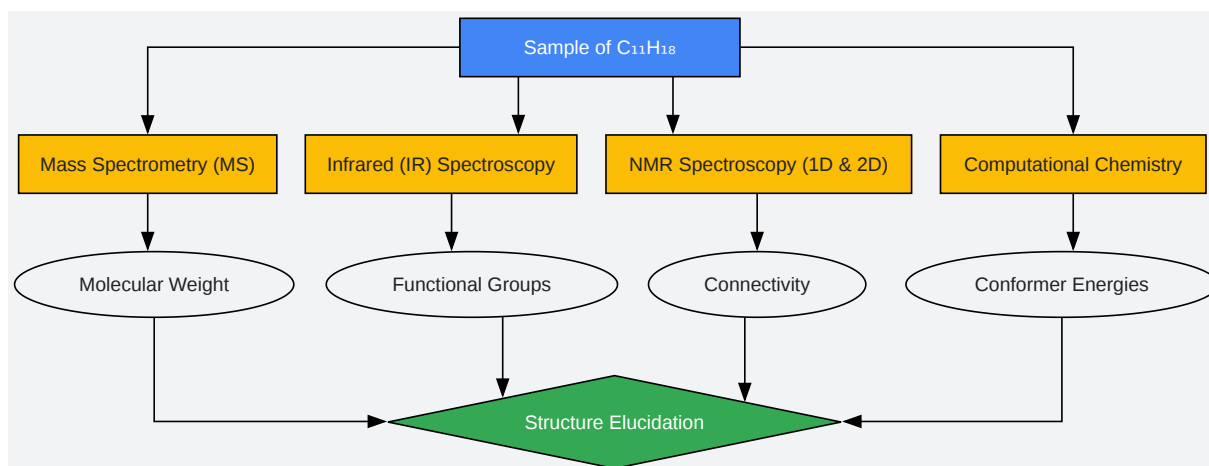 Sample of C₁₁H₁₈
Mass Spectrometry (MS)
Infrared (IR) Spectroscopy
NMR Spectroscopy (1D & 2D)
Computational Chemistry
Molecular Weight
Functional Groups
Connectivity
Conformer Energies
Structure Elucidation